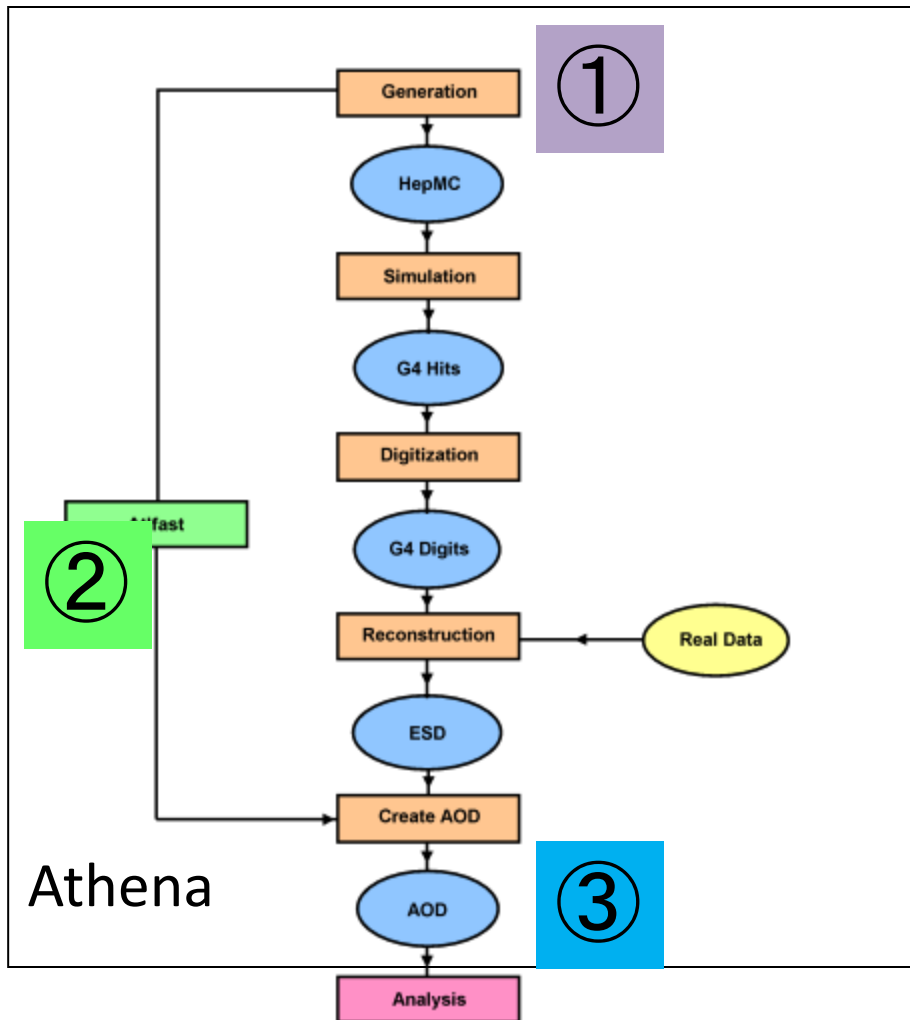 Generation
①
HepMC
Simulation
G4 Hits
Digitization
G4 Digits
②
Reconstruction
Real Data
ESD
Create AOD
Athena
AOD
③
Analysis